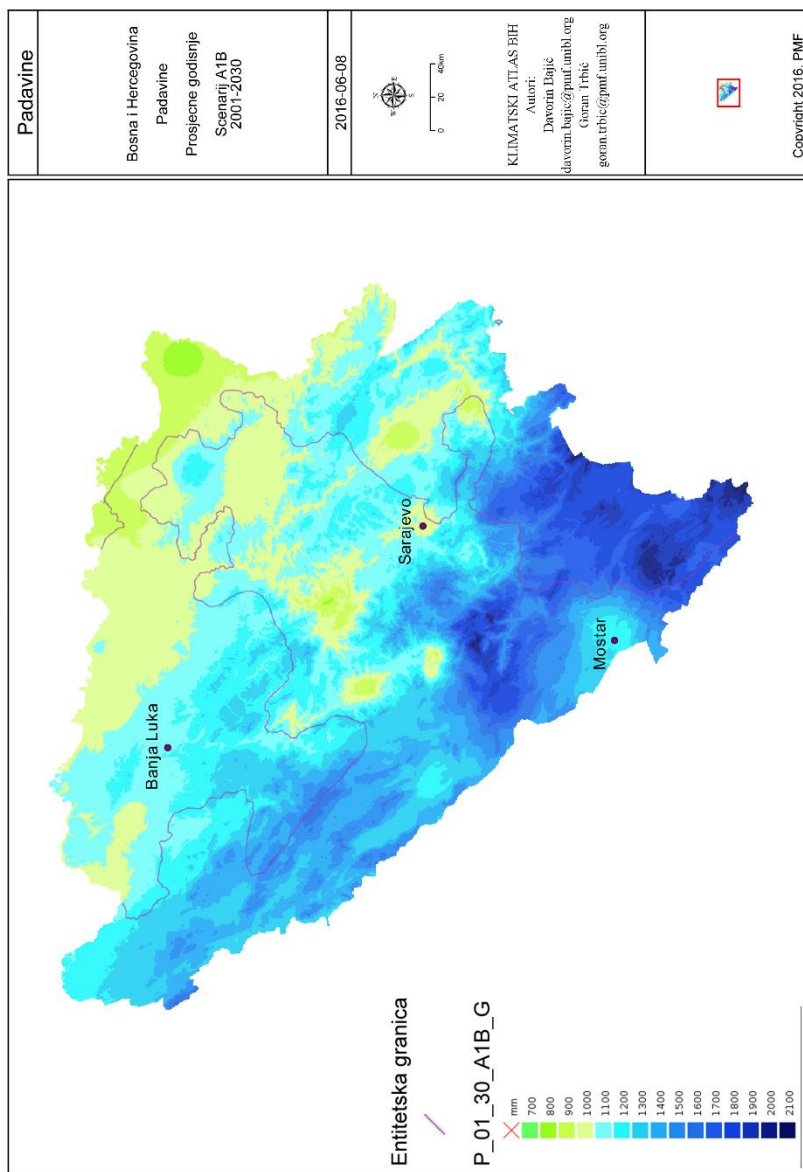 Padavine
Bosna i Hercegovina
Padavine
Prosjecne godisnje
Scenarij A1B
2001-2030
2016-06-08
N
W
E
S
0
20
40km
KLIMATSKI ATLAS BIH
Autori:
Davorin Bajić
davorin.bajic@pmf.unibl.org
Goran Trbić
goran.trbic@pmf.unibl.org
Copyright 2016. PMF
Banja Luka
Sarajevo
Mostar
Entitetska granica
P_01_30_A1B_G
mm
700
800
900
1000
1100
1200
1300
1400
1500
1600
1700
1800
1900
2000
2100